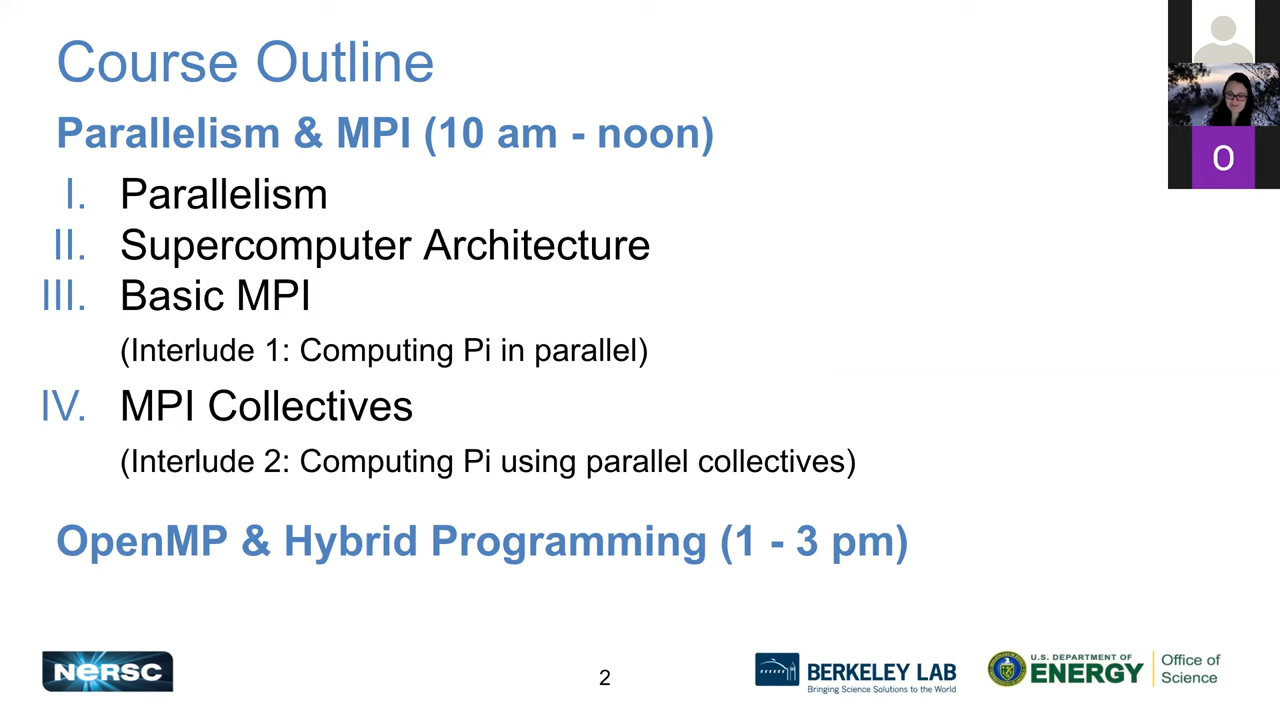 Course Outline
Parallelism & MPI (10 am - noon)
I. Parallelism
II. Supercomputer Architecture
III. Basic MPI
(Interlude 1: Computing Pi in parallel)
IV. MPI Collectives
(Interlude 2: Computing Pi using parallel collectives)
OpenMP & Hybrid Programming (1 - 3 pm)
O
NERSC
2
BERKELEY LAB
Bringing Science Solutions to the World
U.S. DEPARTMENT OF
ENERGY
Office of
Science